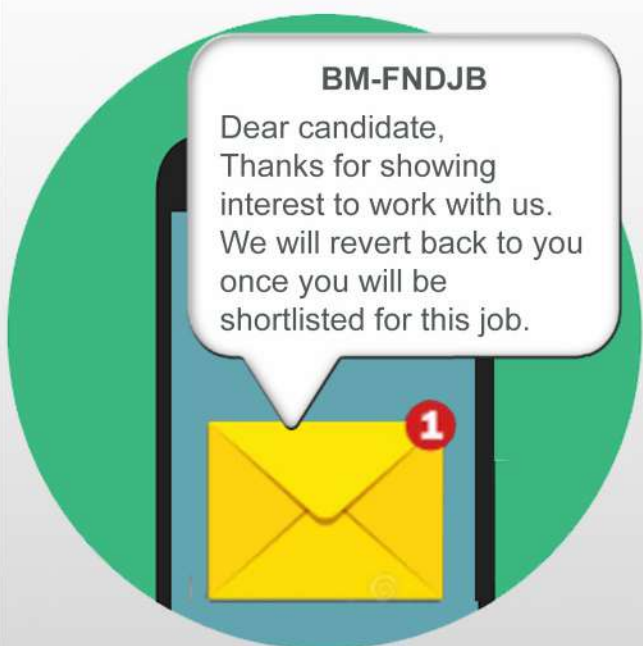 BM-FNDJB
Dear candidate,
Thanks for showing
interest to work with us.
We will revert back to you
once you will be
shortlisted for this job.
1